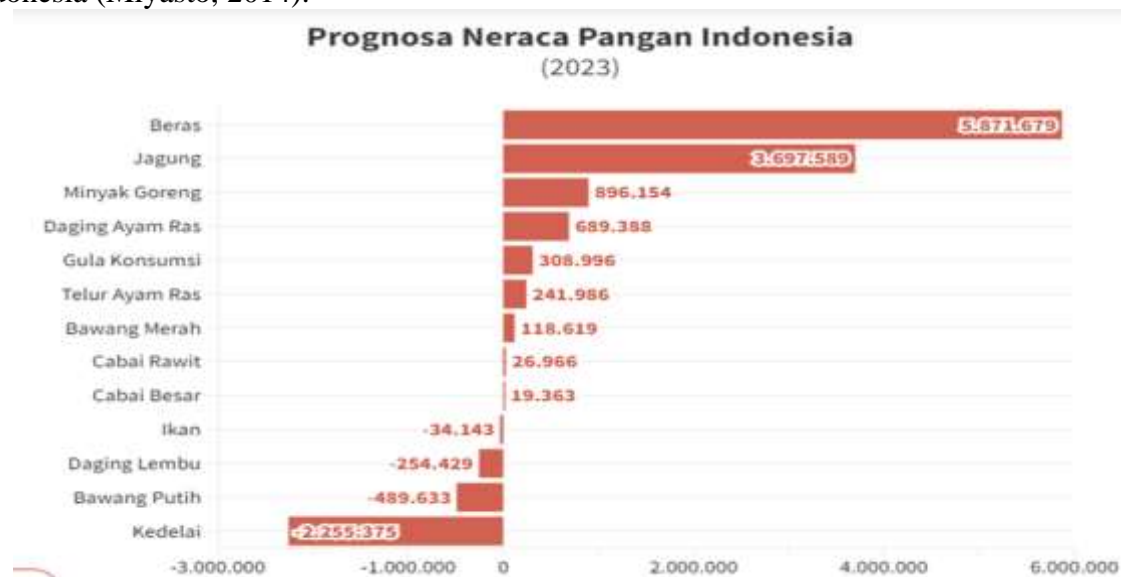 (Miyasto, 2014).
Prognosa Neraca Pangan Indonesia
(2023)
Beras 5.871.679
Jagung 3.697.589
Minyak Goreng 896.154
Daging Ayam Ras 689.388
Gula Konsumsi 308.996
Telur Ayam Ras 241.986
Bawang Merah 118.619
Cabai Rawit 26.966
Cabai Besar 19.363
Ikan -34.143
Daging Lembu -254.429
Bawang Putih -489.633
Kedelai -2.255.375
-3.000.000 -1.000.000 0 2.000.000 4.000.000 6.000.000